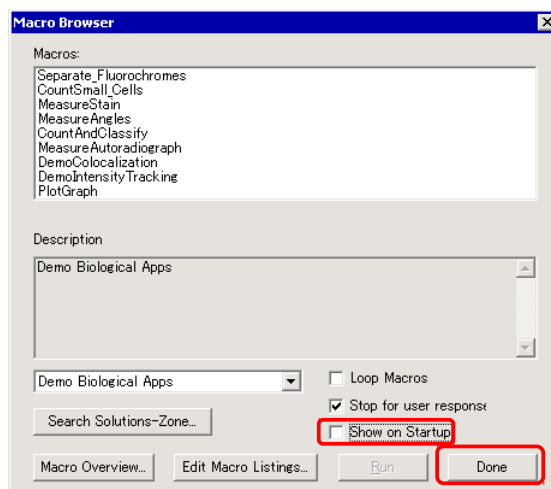 Macro Browser
Macros:
Separate_Fluorochromes
CountSmall_Cells
MeasureStain
MeasureAngles
CountAndClassify
MeasureAutoradiograph
DemoColocalization
DemoIntensityTracking
PlotGraph
Description
Demo Biological Apps
Demo Biological Apps
Loop Macros
Stop for user response
Search Solutions-Zone...
Show on Startup
Macro Overview...
Edit Macro Listings...
Run
Done